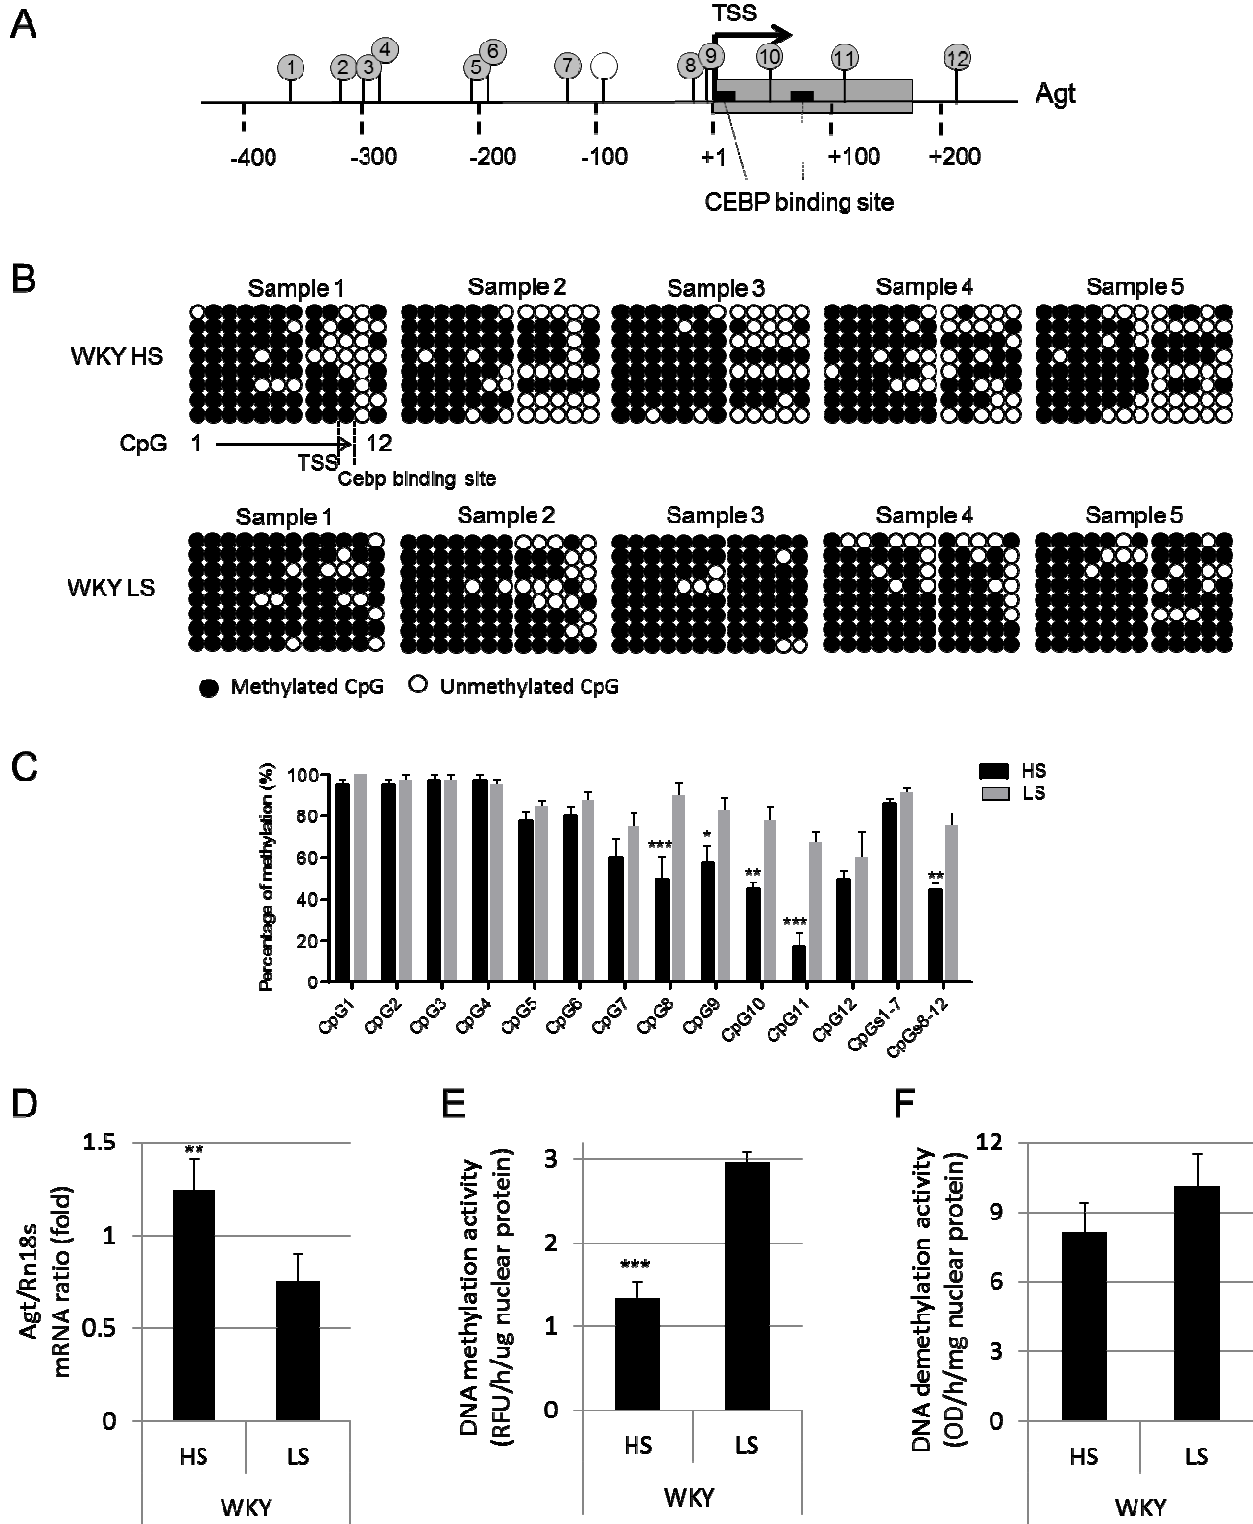 A
TSS
1 2 3 4 5 6 7 8 9 10 11 12
Agt
-400 -300 -200 -100 +1 +100 +200
CEBP binding site
B
Sample 1 Sample 2 Sample 3 Sample 4 Sample 5
WKY HS
CpG 1 12
TSS
Cebp binding site
Sample 1 Sample 2 Sample 3 Sample 4 Sample 5
WKY LS
Methylated CpG Unmethylated CpG
C
Percentage of methylation (%)
100
80
60
40
20
0
*** * ** *** **
HS
LS
CpG1 CpG2 CpG3 CpG4 CpG5 CpG6 CpG7 CpG8 CpG9 CpG10 CpG11 CpG12 CpGs1-7 CpGs8-12
D
Agt/Rn18s
mRNA ratio (fold)
1.5
1
0.5
0
**
HS LS
WKY
E
DNA methylation activity
(RFU/h/ug nuclear protein)
3
2
1
0
***
HS LS
WKY
F
DNA demethylation activity
(OD/h/mg nuclear protein)
12
9
6
3
0
HS LS
WKY